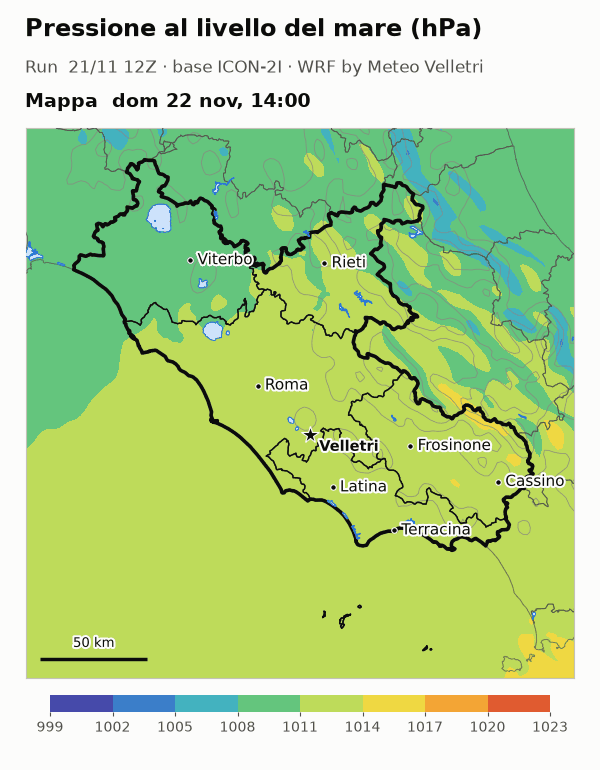 Pressione al livello del mare (hPa)
Run  21/11 12Z · base ICON-2I · WRF by Meteo Velletri
Mappa  dom 22 nov, 14:00
Viterbo
Rieti
Roma
Velletri
Frosinone
Latina
Cassino
Terracina
50 km
999 1002 1005 1008 1011 1014 1017 1020 1023